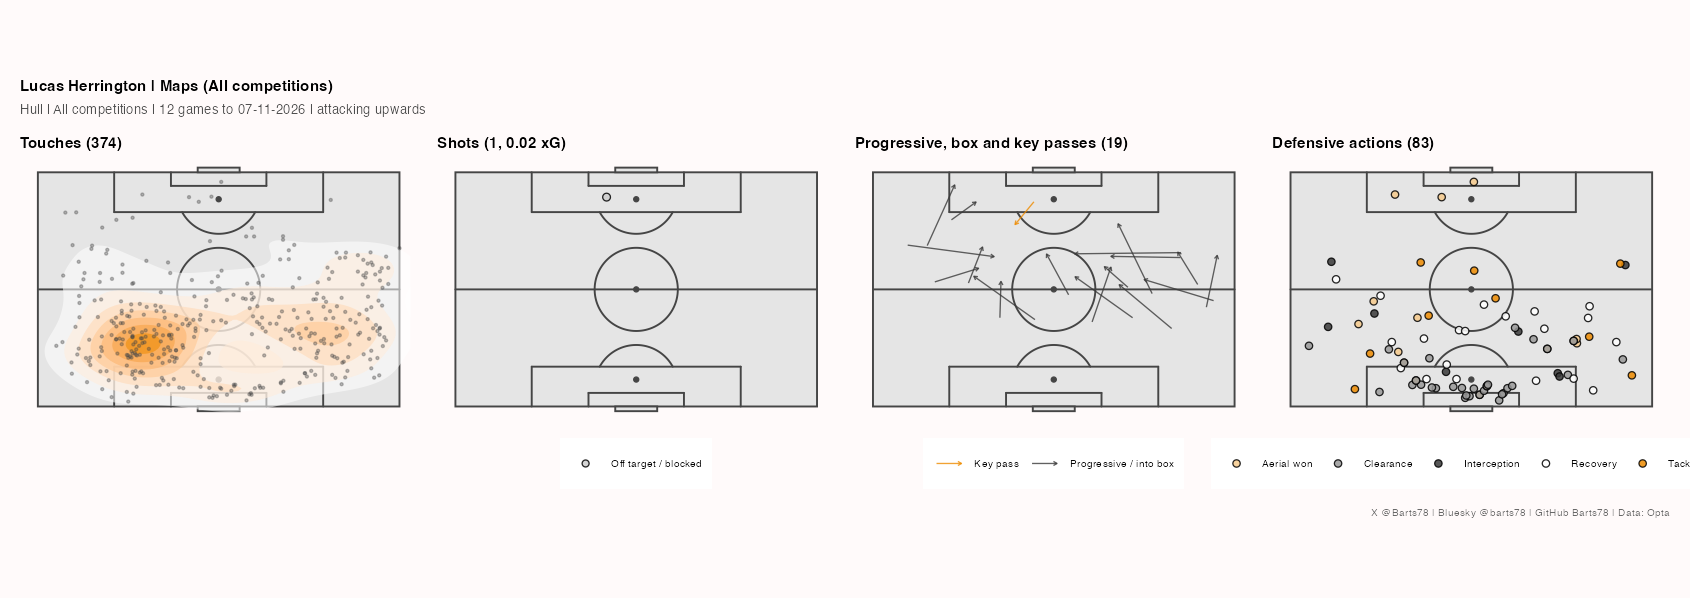 Lucas Herrington | Maps (All competitions)
Hull | All competitions | 12 games to 07-11-2026 | attacking upwards
Touches (374)
Shots (1, 0.02 xG)
Progressive, box and key passes (19)
Defensive actions (83)
Off target / blocked
Key pass
Progressive / into box
Aerial won
Clearance
Interception
Recovery
Tack
X @Barts78 | Bluesky @barts78 | GitHub Barts78 | Data: Opta